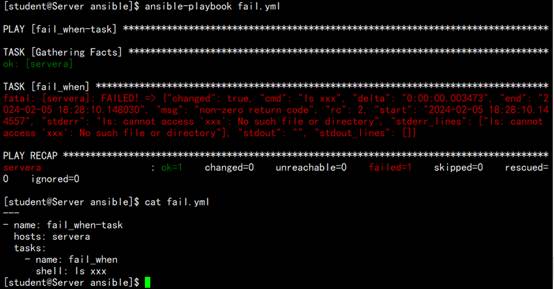 [student@Server ansible]$ ansible-playbook fail.yml
PLAY [fail_when-task] *********************************************************************
TASK [Gathering Facts] ********************************************************************
ok: [servera]
TASK [fail_when] **************************************************************************
fatal: [servera]: FAILED! => {"changed": true, "cmd": "ls xxx", "delta": "0:00:00.003473", "end": "2
024-02-05 18:28:10.148030", "msg": "non-zero return code", "rc": 2, "start": "2024-02-05 18:28:10.14
4557", "stderr": "ls: cannot access 'xxx': No such file or directory", "stderr_lines": ["ls: cannot
access 'xxx': No such file or directory"], "stdout": "", "stdout_lines": []}
PLAY RECAP ********************************************************************************
servera : ok=1 changed=0 unreachable=0 failed=1 skipped=0 rescued=
0 ignored=0
[student@Server ansible]$ cat fail.yml
---
- name: fail_when-task
  hosts: servera
  tasks:
    - name: fail_when
      shell: ls xxx
[student@Server ansible]$